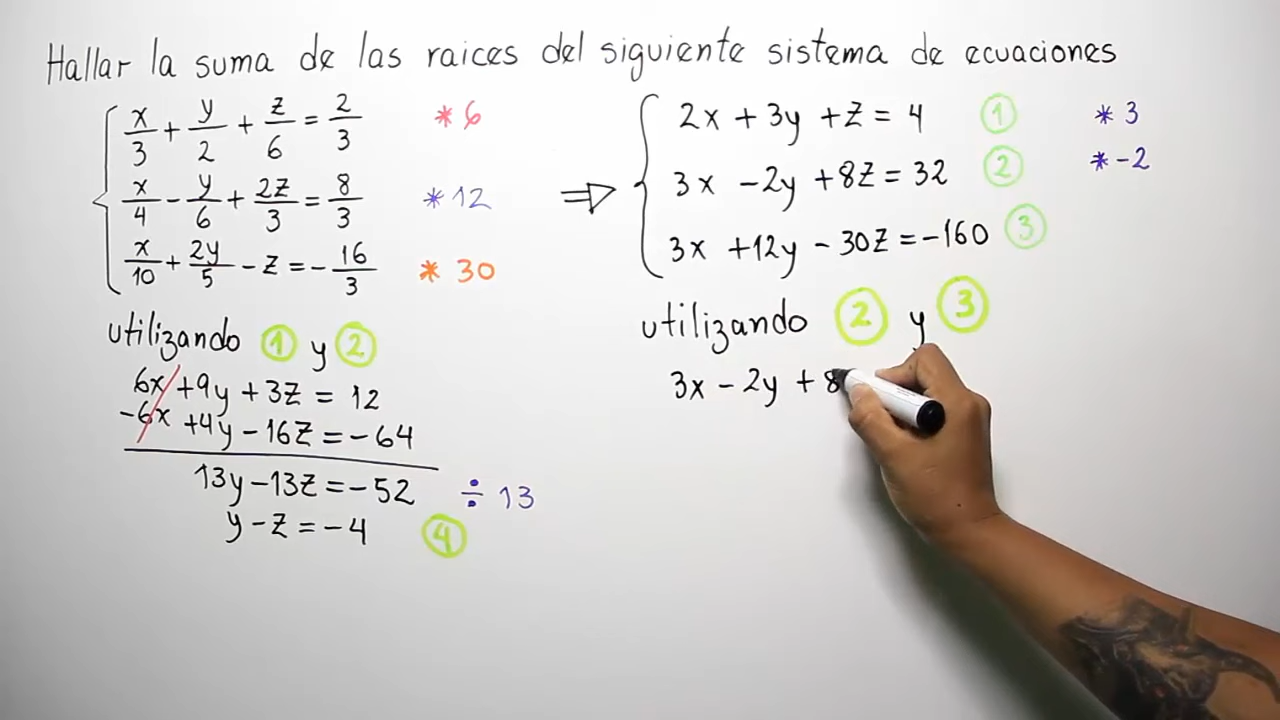 Hallar la suma de las raices del siguiente sistema de ecuaciones
x/3 + y/2 + z/6 = 2/3 * 6
x/4 - y/6 + 2z/3 = 8/3 * 12
x/10 + 2y/5 - z = - 16/3 * 30
⇒
2x + 3y + z = 4 1 * 3
3x - 2y + 8z = 32 2 * -2
3x + 12y - 30z = -160 3
utilizando 1 y 2
6x + 9y + 3z = 12
-6x + 4y - 16z = -64
13y - 13z = -52 ÷ 13
y - z = -4 4
utilizando 2 y 3
3x - 2y + 8